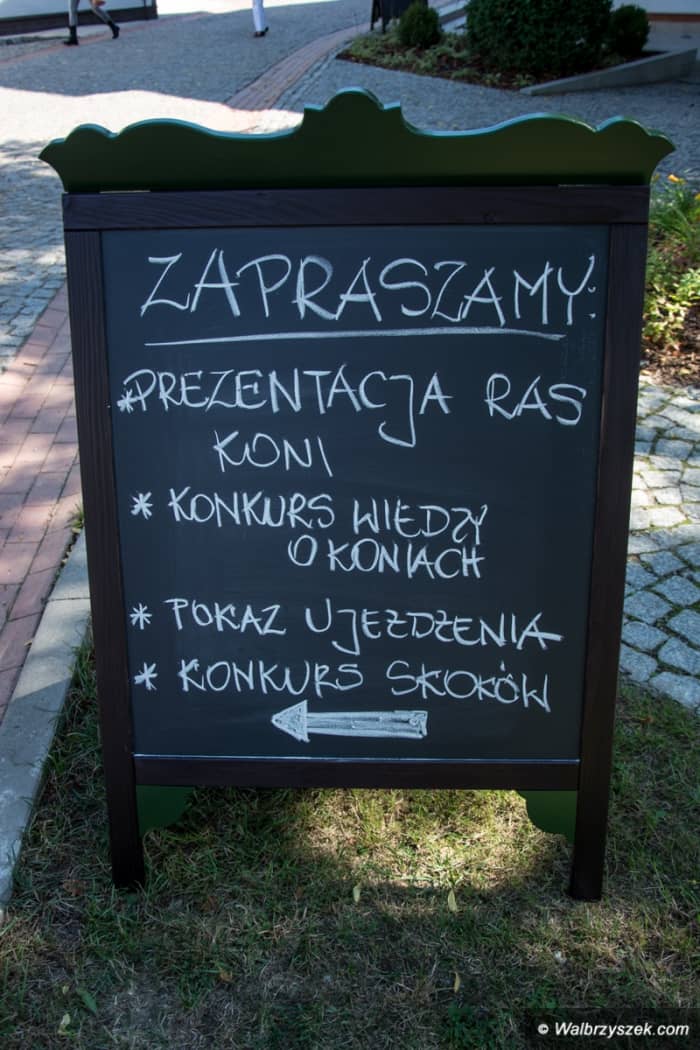 ZAPRASZAMY:
*PREZENTACJA RAS
KONI
* KONKURS WIEDZY
O KONIACH
* POKAZ UJEŻDŻENIA
* KONKURS SKOKÓW
© Walbrzyszek.com